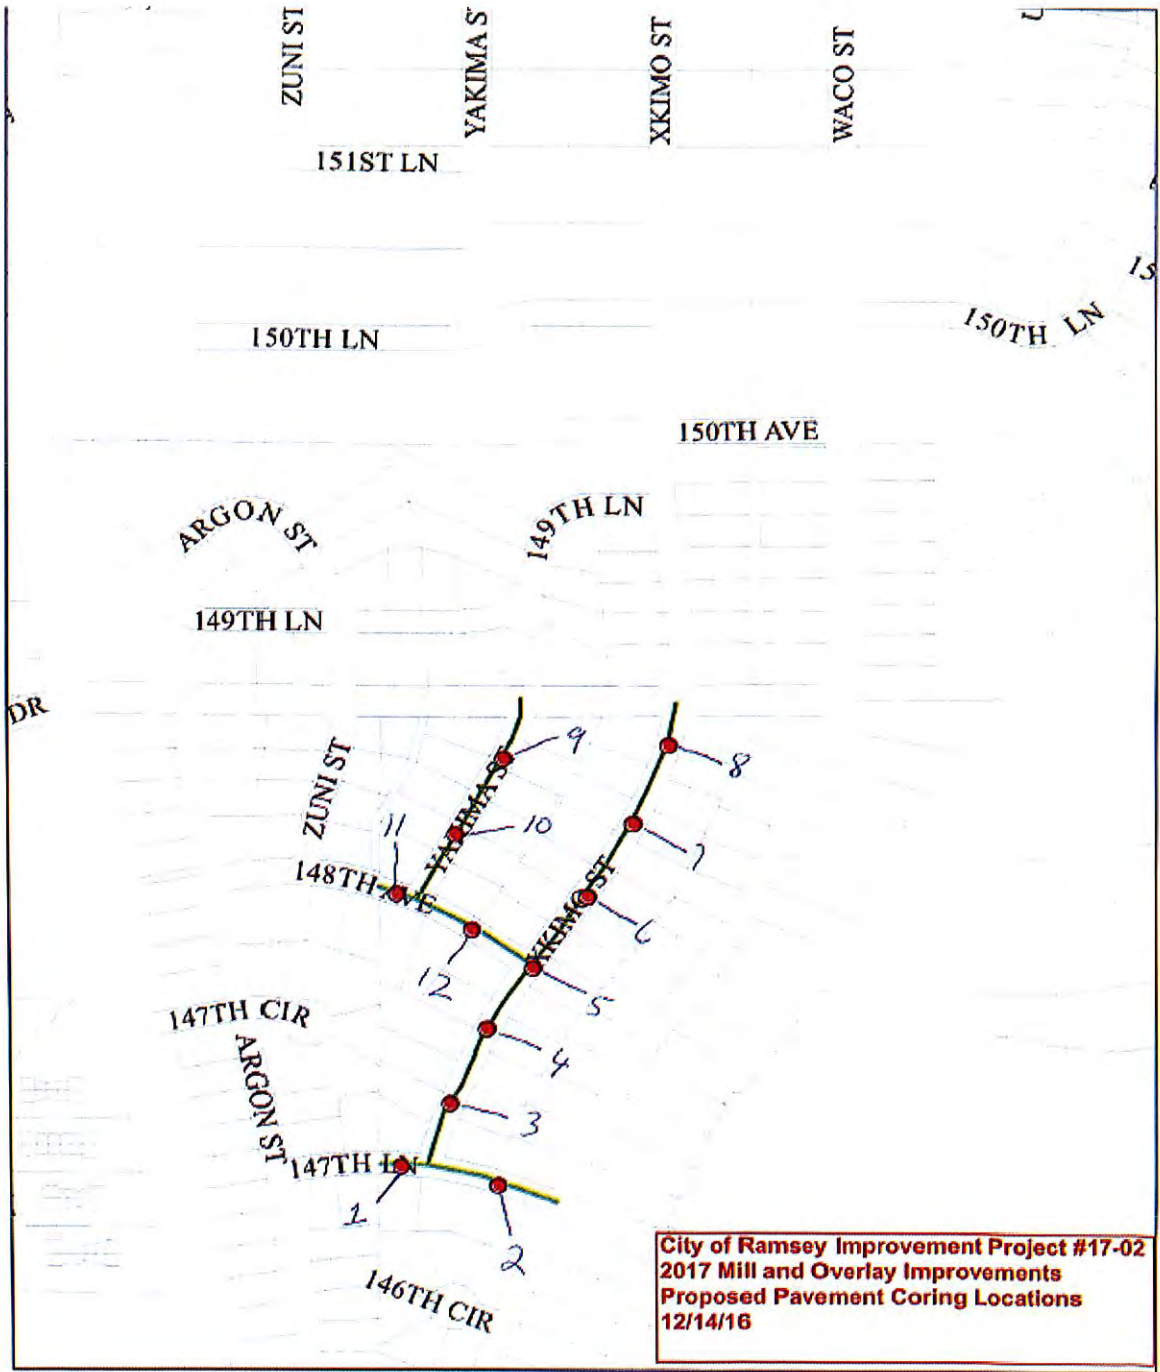 ZUNI ST
YAKIMA S
XKIMO ST
WACO ST
151ST LN
15
150TH LN
150TH LN
150TH AVE
ARGON ST
149TH LN
149TH LN
DR
ZUNI ST
YAKIMA ST
9
8
11
10
7
148TH AVE
XKIMO ST
6
12
5
147TH CIR
4
ARGON ST
3
147TH LN
1
2
146TH CIR
City of Ramsey Improvement Project #17-02
2017 Mill and Overlay Improvements
Proposed Pavement Coring Locations
12/14/16